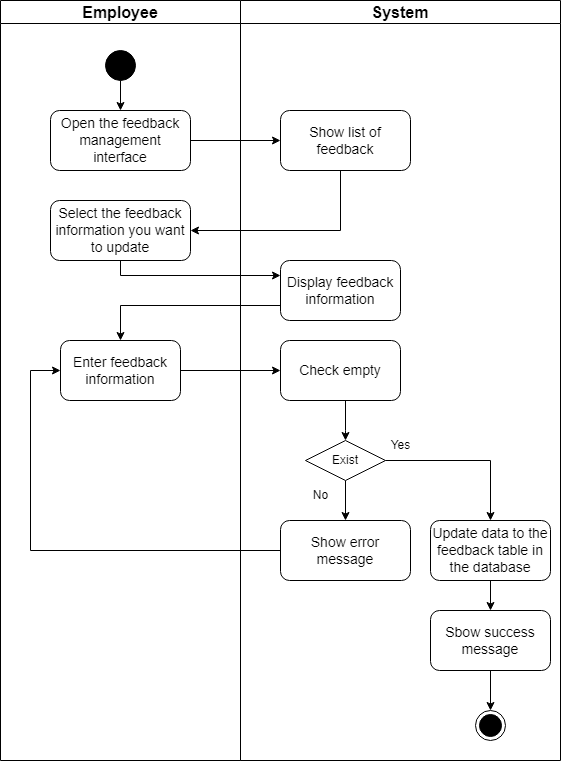 Employee
System
Open the feedback
management
interface
Show list of
feedback
Select the feedback
information you want
to update
Display feedback
information
Enter feedback
information
Check empty
Exist
Yes
No
Show error
message
Update data to the
feedback table in
the database
Sbow success
message